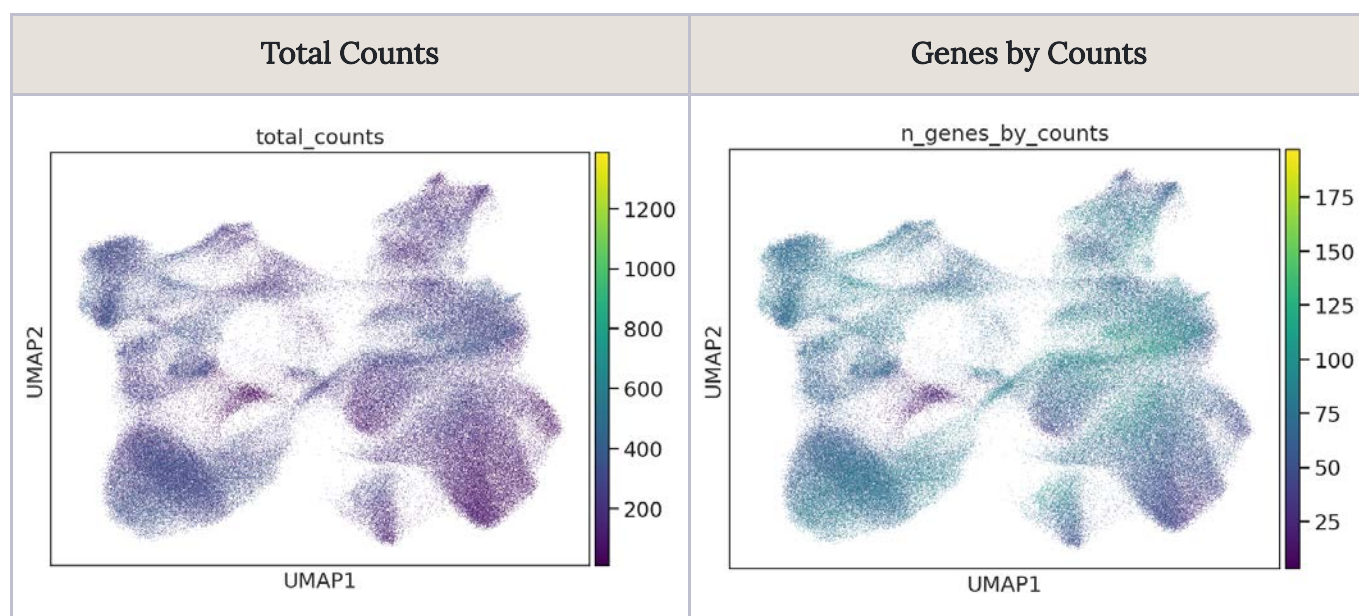 Total Counts
Genes by Counts
total_counts
UMAP2
UMAP1
1200
1000
800
600
400
200
n_genes_by_counts
UMAP2
UMAP1
175
150
125
100
75
50
25